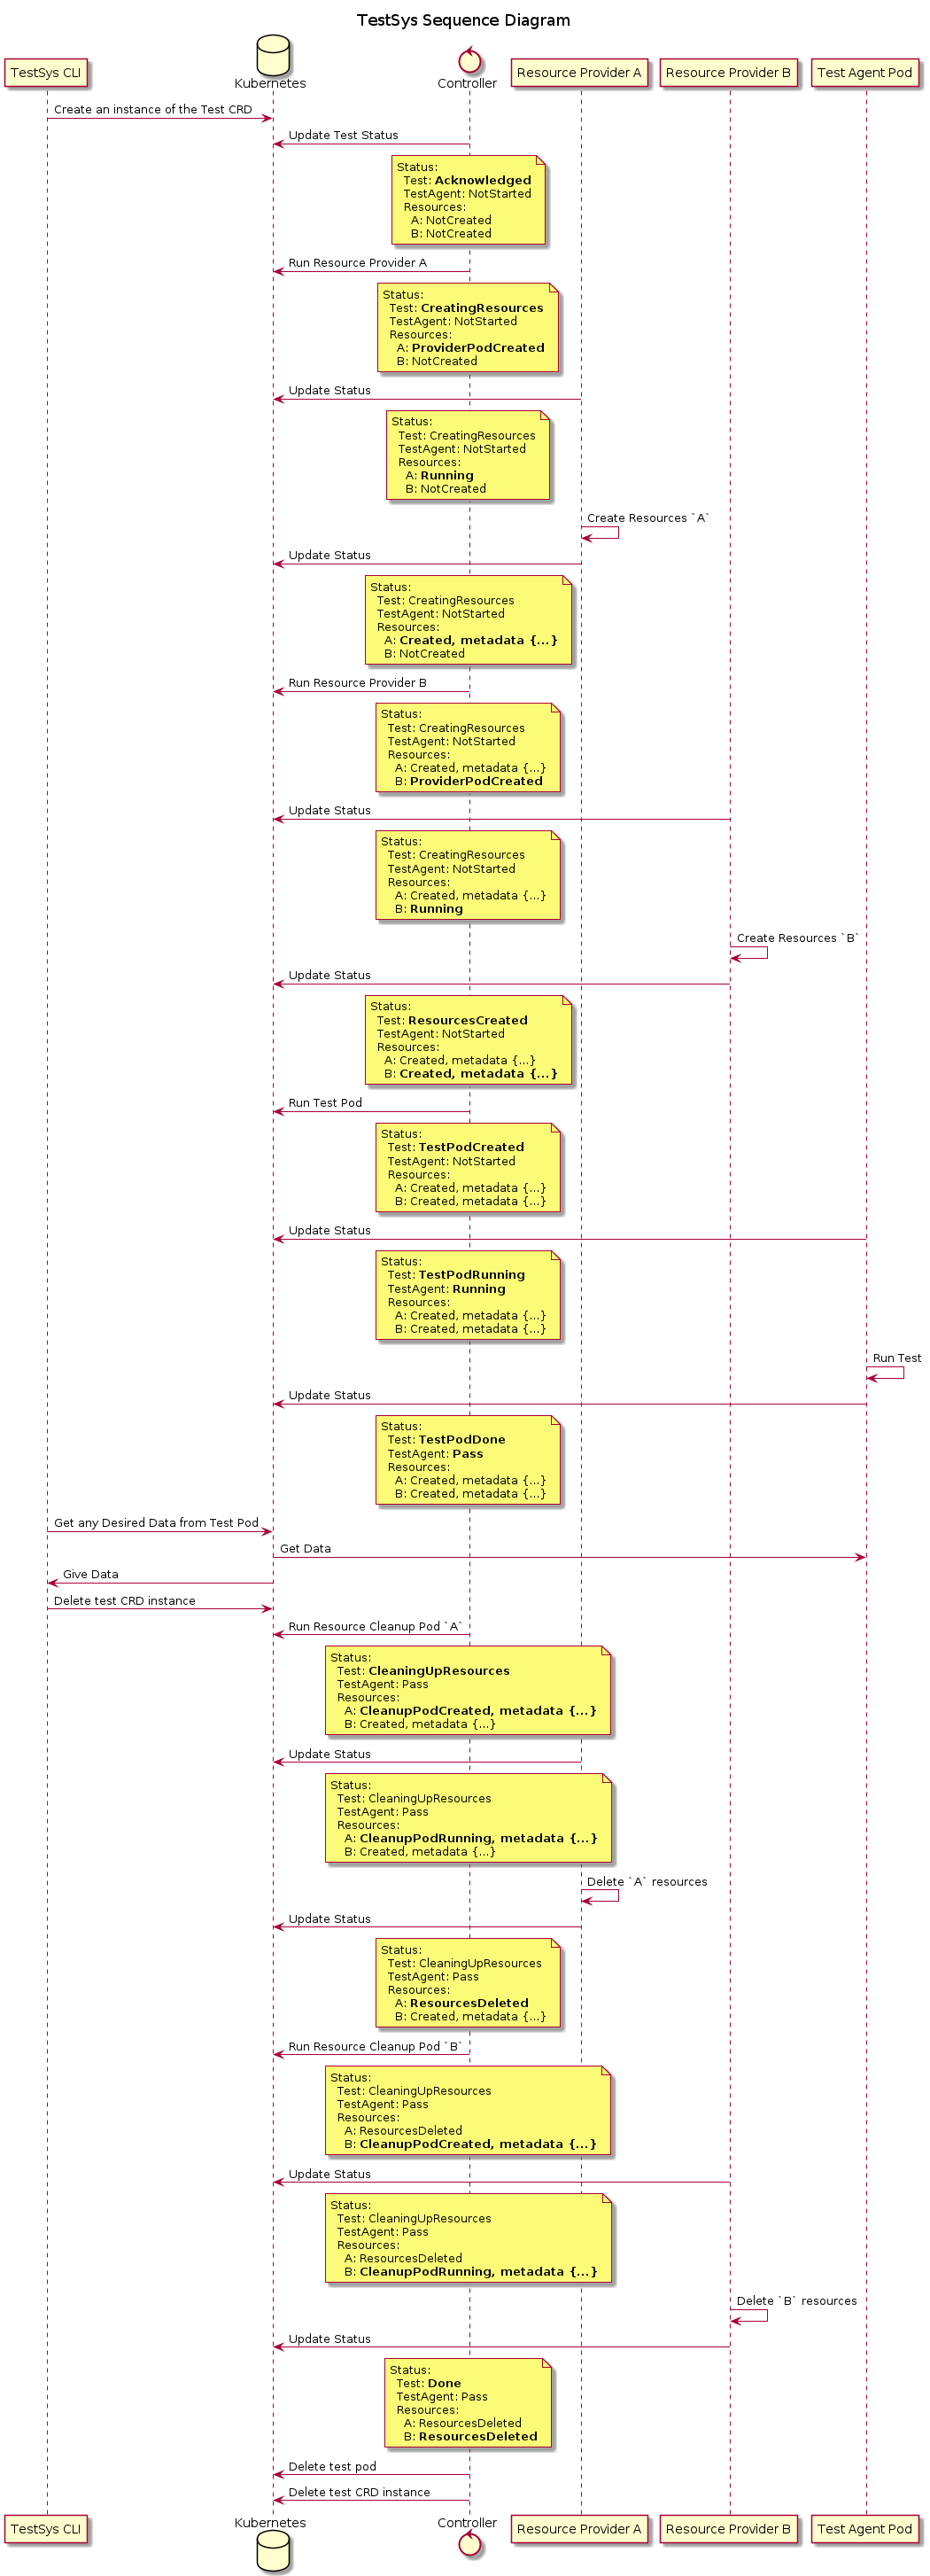 TestSys Sequence Diagram
TestSys CLI
Kubernetes
Controller
Resource Provider A
Resource Provider B
Test Agent Pod
Create an instance of the Test CRD
Update Test Status
Status:
Test: Acknowledged
TestAgent: NotStarted
Resources:
A: NotCreated
B: NotCreated
Run Resource Provider A
Status:
Test: CreatingResources
TestAgent: NotStarted
Resources:
A: ProviderPodCreated
B: NotCreated
Update Status
Status:
Test: CreatingResources
TestAgent: NotStarted
Resources:
A: Running
B: NotCreated
Create Resources `A`
Update Status
Status:
Test: CreatingResources
TestAgent: NotStarted
Resources:
A: Created, metadata {...}
B: NotCreated
Run Resource Provider B
Status:
Test: CreatingResources
TestAgent: NotStarted
Resources:
A: Created, metadata {...}
B: ProviderPodCreated
Update Status
Status:
Test: CreatingResources
TestAgent: NotStarted
Resources:
A: Created, metadata {...}
B: Running
Create Resources `B`
Update Status
Status:
Test: ResourcesCreated
TestAgent: NotStarted
Resources:
A: Created, metadata {...}
B: Created, metadata {...}
Run Test Pod
Status:
Test: TestPodCreated
TestAgent: NotStarted
Resources:
A: Created, metadata {...}
B: Created, metadata {...}
Update Status
Status:
Test: TestPodRunning
TestAgent: Running
Resources:
A: Created, metadata {...}
B: Created, metadata {...}
Run Test
Update Status
Status:
Test: TestPodDone
TestAgent: Pass
Resources:
A: Created, metadata {...}
B: Created, metadata {...}
Get any Desired Data from Test Pod
Get Data
Give Data
Delete test CRD instance
Run Resource Cleanup Pod `A`
Status:
Test: CleaningUpResources
TestAgent: Pass
Resources:
A: CleanupPodCreated, metadata {...}
B: Created, metadata {...}
Update Status
Status:
Test: CleaningUpResources
TestAgent: Pass
Resources:
A: CleanupPodRunning, metadata {...}
B: Created, metadata {...}
Delete `A` resources
Update Status
Status:
Test: CleaningUpResources
TestAgent: Pass
Resources:
A: ResourcesDeleted
B: Created, metadata {...}
Run Resource Cleanup Pod `B`
Status:
Test: CleaningUpResources
TestAgent: Pass
Resources:
A: ResourcesDeleted
B: CleanupPodCreated, metadata {...}
Update Status
Status:
Test: CleaningUpResources
TestAgent: Pass
Resources:
A: ResourcesDeleted
B: CleanupPodRunning, metadata {...}
Delete `B` resources
Update Status
Status:
Test: Done
TestAgent: Pass
Resources:
A: ResourcesDeleted
B: ResourcesDeleted
Delete test pod
Delete test CRD instance
TestSys CLI
Kubernetes
Controller
Resource Provider A
Resource Provider B
Test Agent Pod